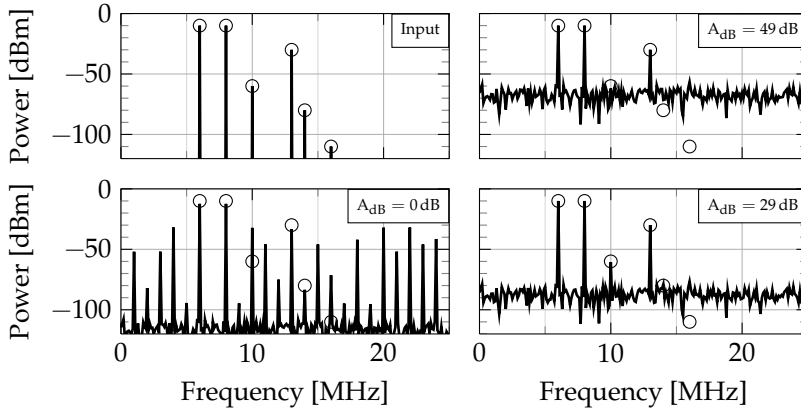 Input
A_dB = 49 dB
Power [dBm]
0
−50
−100
A_dB = 0 dB
A_dB = 29 dB
Power [dBm]
0
−50
−100
0
10
20
0
10
20
Frequency [MHz]
Frequency [MHz]